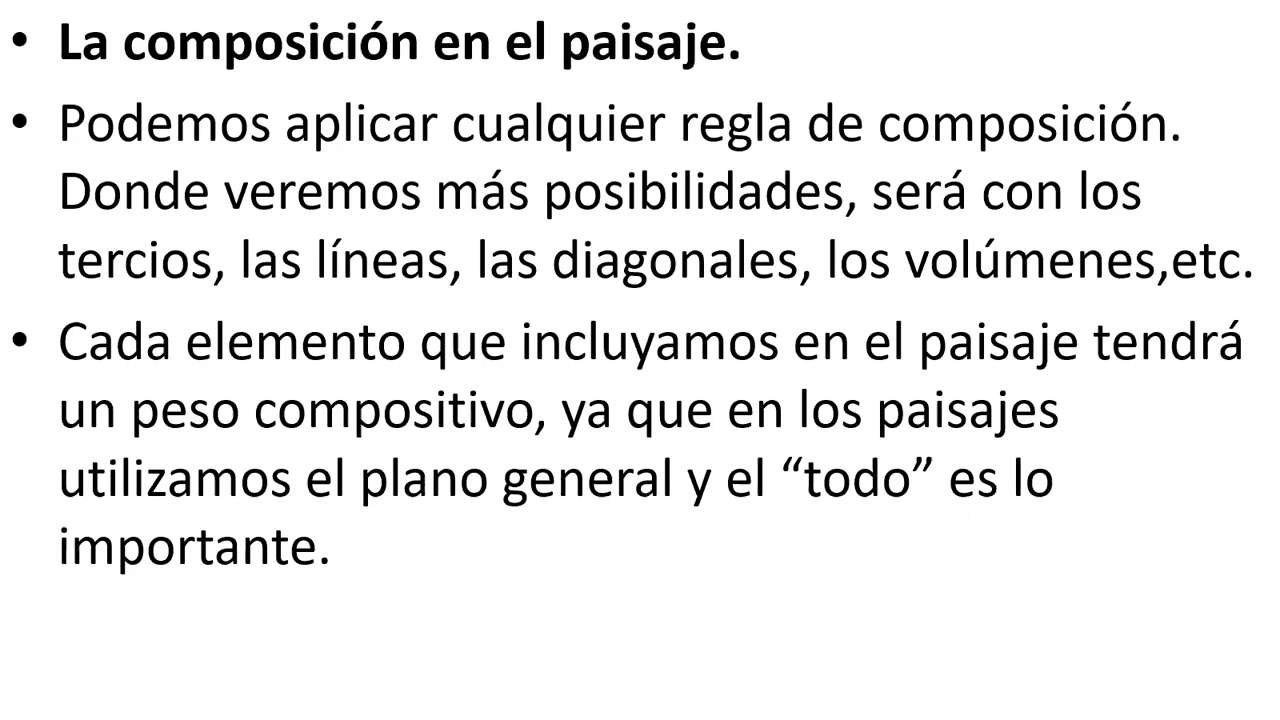 • La composición en el paisaje.
• Podemos aplicar cualquier regla de composición.
Donde veremos más posibilidades, será con los
tercios, las líneas, las diagonales, los volúmenes,etc.
• Cada elemento que incluyamos en el paisaje tendrá
un peso compositivo, ya que en los paisajes
utilizamos el plano general y el “todo” es lo
importante.